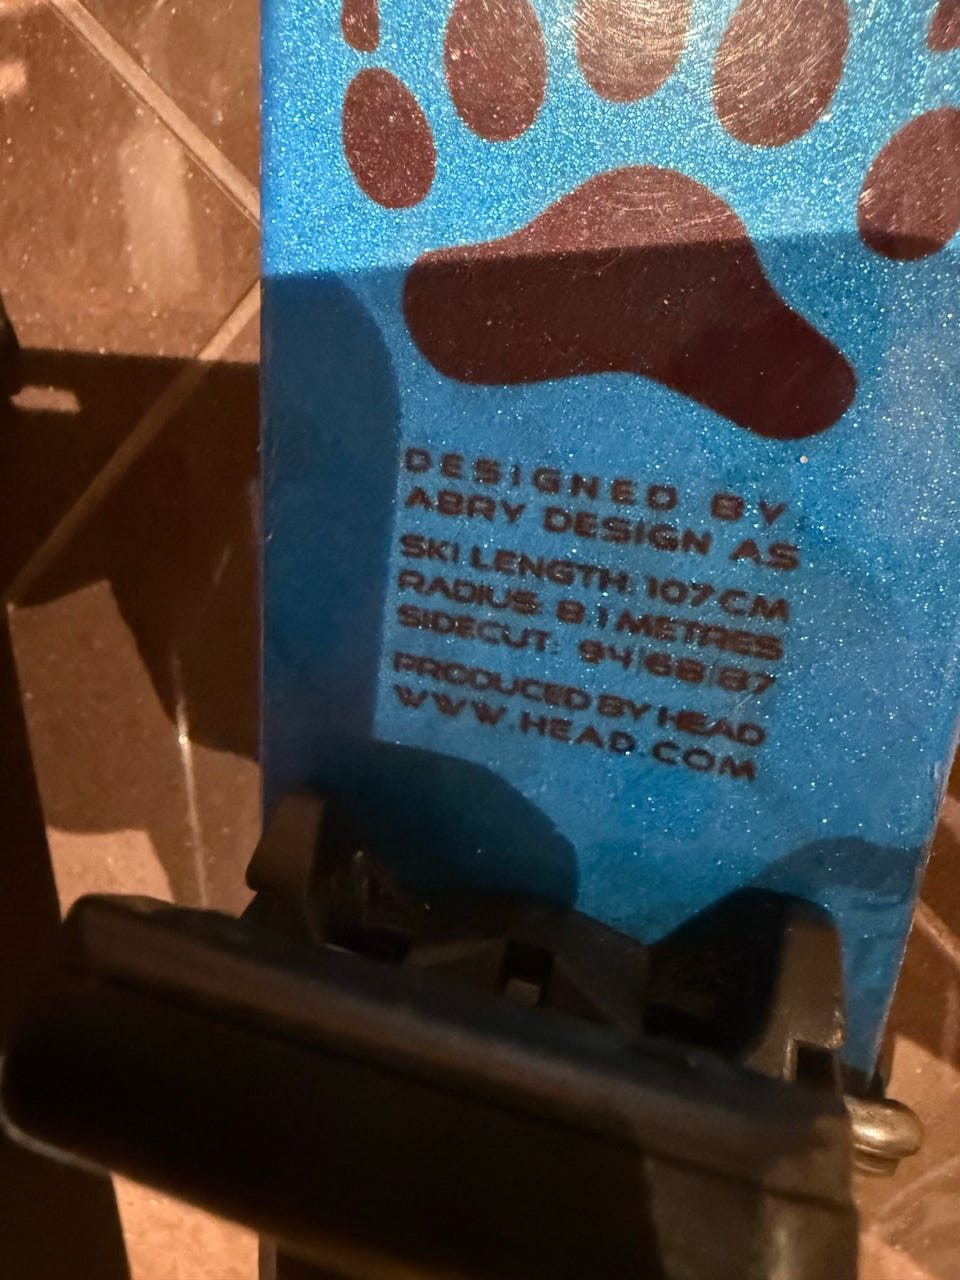 DESIGNED BY
ABRY DESIGN AS
SKI LENGTH: 107 CM
RADIUS: 8.1 METRES
SIDECUT: 94|68|87
PRODUCED BY HEAD
WWW.HEAD.COM